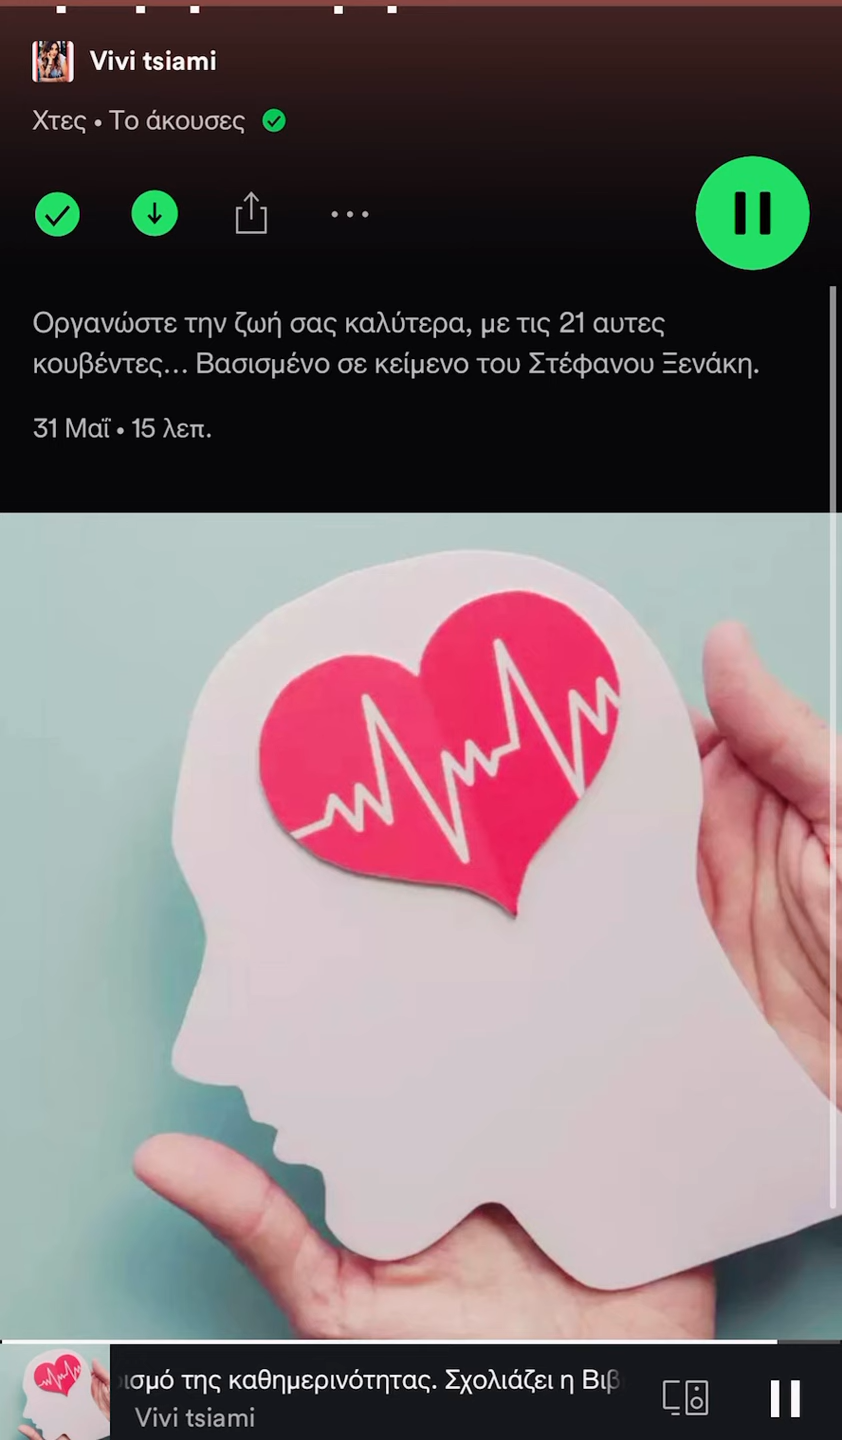 Vivi tsiami
Χτες • Το άκουσες
Οργανώστε την ζωή σας καλύτερα, με τις 21 αυτες
κουβέντες... Βασισμένο σε κείμενο του Στέφανου Ξενάκη.
31 Μαΐ • 15 λεπ.
της καθημερινότητας. Σχολιάζει η
Vivi tsiami